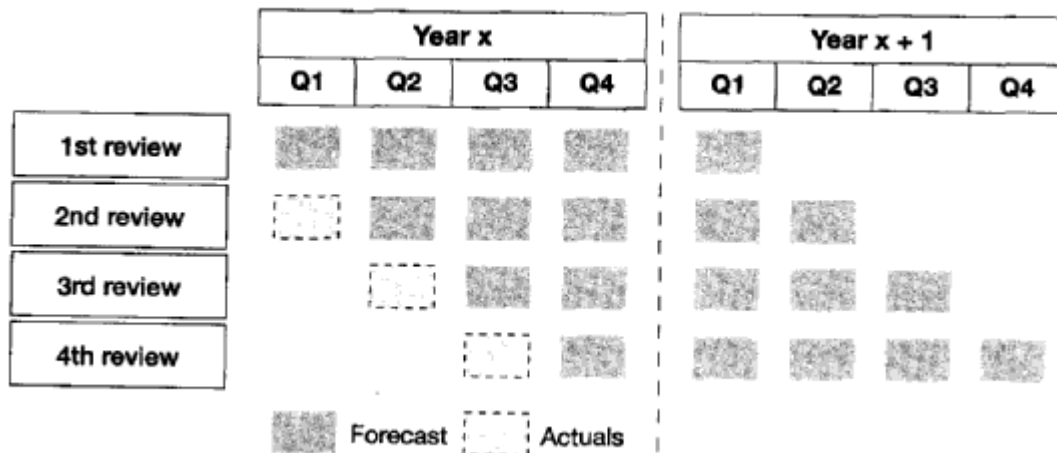 Year x Year x + 1
Q1 Q2 Q3 Q4 Q1 Q2 Q3 Q4
1st review
2nd review
3rd review
4th review
Forecast Actuals